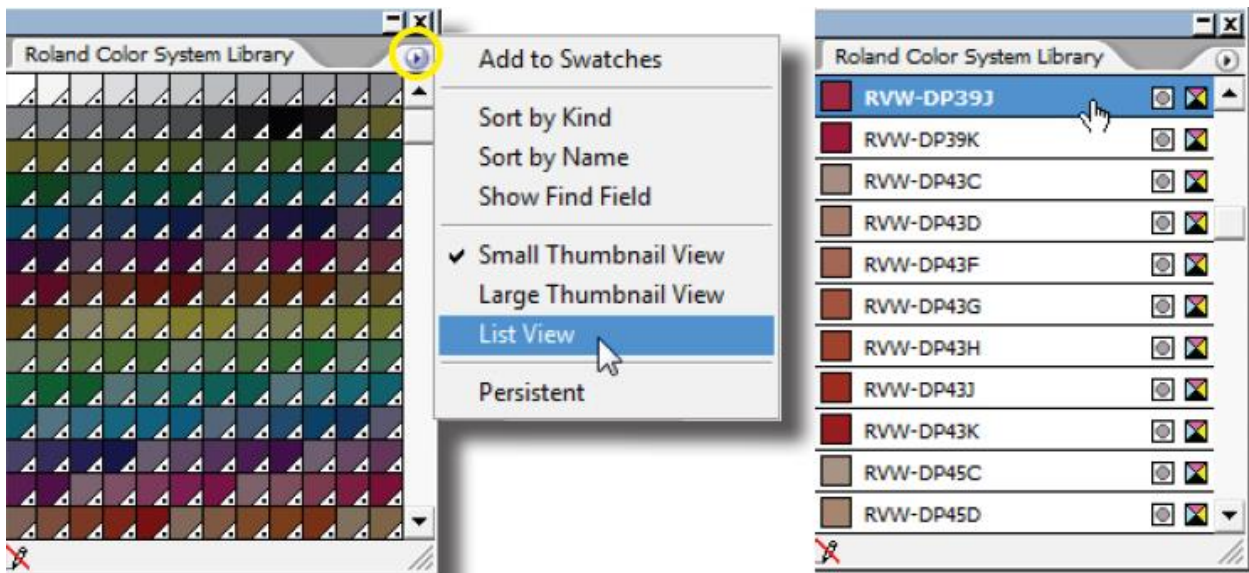 Roland Color System Library
Add to Swatches
Sort by Kind
Sort by Name
Show Find Field
Small Thumbnail View
Large Thumbnail View
List View
Persistent
Roland Color System Library
RVW-DP39J
RVW-DP39K
RVW-DP43C
RVW-DP43D
RVW-DP43F
RVW-DP43G
RVW-DP43H
RVW-DP43J
RVW-DP43K
RVW-DP45C
RVW-DP45D